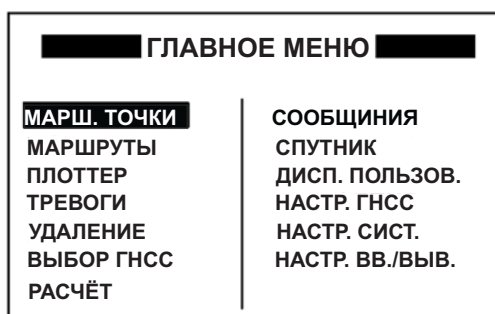 ГЛАВНОЕ МЕНЮ
МАРШ. ТОЧКИ
МАРШРУТЫ
ПЛОТТЕР
ТРЕВОГИ
УДАЛЕНИЕ
ВЫБОР ГНСС
РАСЧЁТ
СООБЩИНИЯ
СПУТНИК
ДИСП. ПОЛЬЗОВ.
НАСТР. ГНСС
НАСТР. СИСТ.
НАСТР. ВВ./ВЫВ.